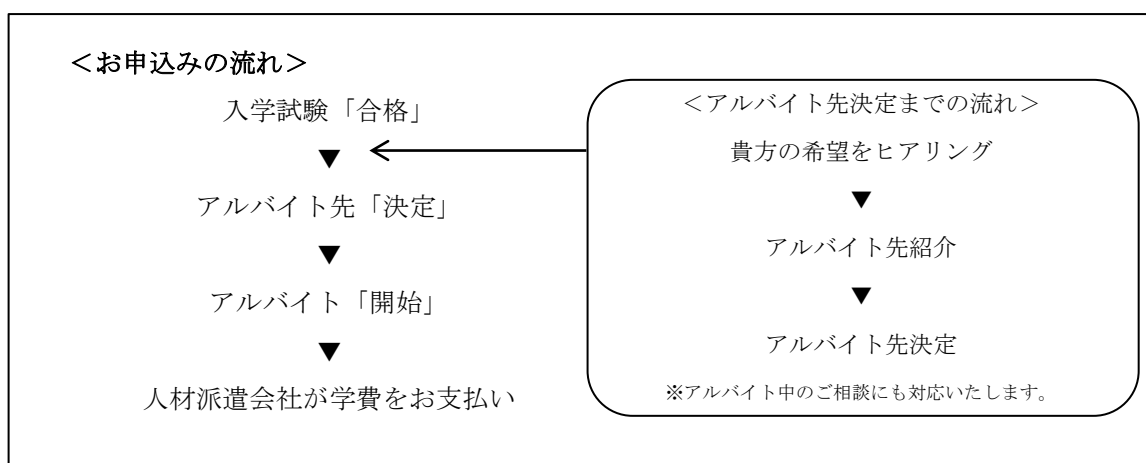 ＜お申込みの流れ＞
入学試験「合格」
▼
アルバイト先「決定」
▼
アルバイト「開始」
▼
人材派遣会社が学費をお支払い
＜アルバイト先決定までの流れ＞
貴方の希望をヒアリング
▼
アルバイト先紹介
▼
アルバイト先決定
※アルバイト中のご相談にも対応いたします。